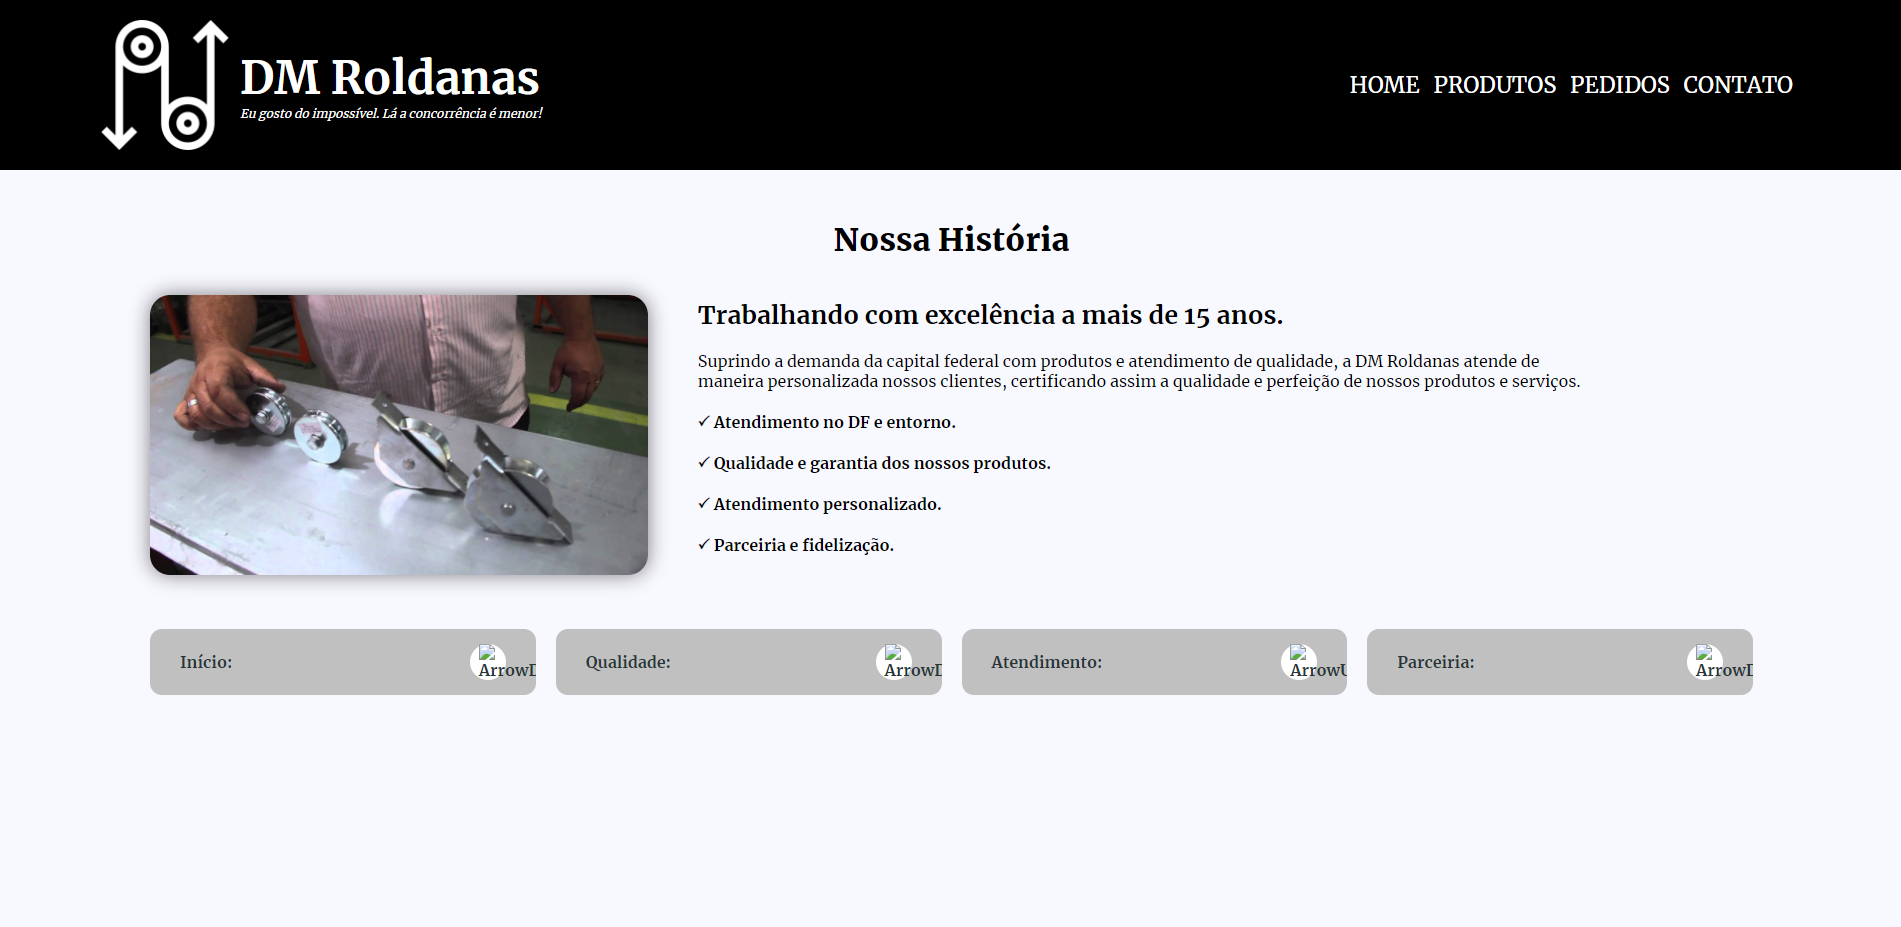 DM Roldanas
Eu gosto do impossível. Lá a concorrência é menor!
HOME PRODUTOS PEDIDOS CONTATO
Nossa História
Trabalhando com excelência a mais de 15 anos.
Suprindo a demanda da capital federal com produtos e atendimento de qualidade, a DM Roldanas atende de
maneira personalizada nossos clientes, certificando assim a qualidade e perfeição de nossos produtos e serviços.
✓ Atendimento no DF e entorno.
✓ Qualidade e garantia dos nossos produtos.
✓ Atendimento personalizado.
✓ Parceiria e fidelização.
Início: ArrowD
Qualidade: ArrowD
Atendimento: ArrowU
Parceiria: ArrowD